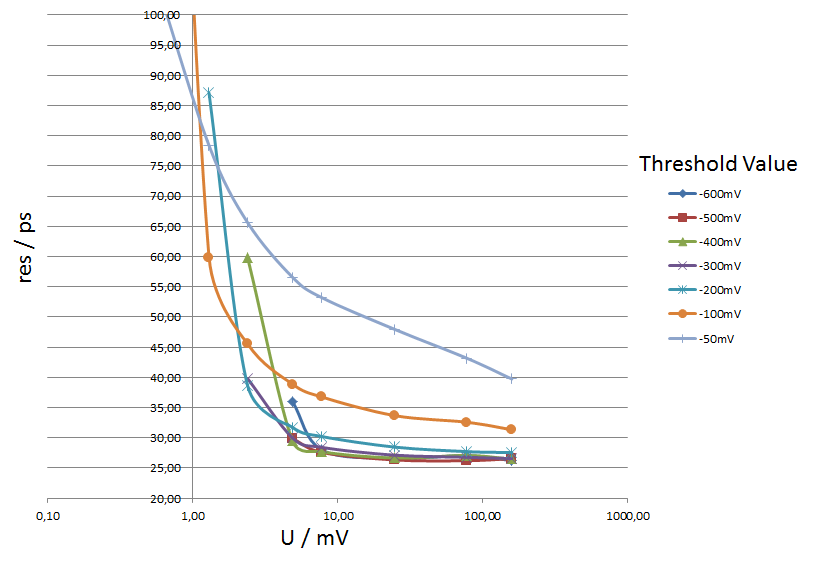 100,00
95,00
90,00
85,00
80,00
75,00
70,00
65,00
60,00
55,00
50,00
45,00
40,00
35,00
30,00
25,00
20,00
res / ps
0,10
1,00
10,00
100,00
1000,00
U / mV
Threshold Value
-600mV
-500mV
-400mV
-300mV
-200mV
-100mV
-50mV